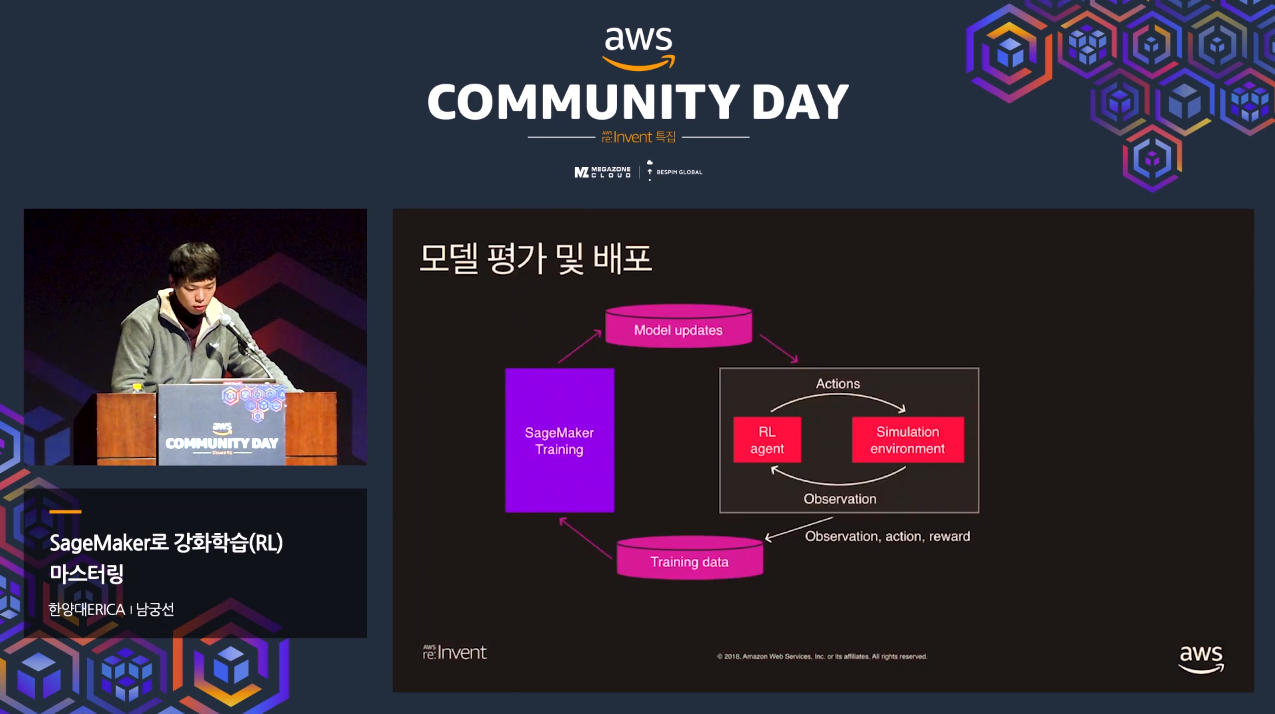 aws
COMMUNITY DAY
AWS re:Invent 특집
MEGAZONE CLOUD
BESPIN GLOBAL
aws
COMMUNITY DAY
SageMaker로 강화학습(RL)
마스터링
한양대ERICA | 남궁선
모델 평가 및 배포
Model updates
SageMaker
Training
Actions
RL
agent
Simulation
environment
Observation
Observation, action, reward
Training data
AWS re:Invent
© 2018, Amazon Web Services, Inc. or its affiliates. All rights reserved.
aws